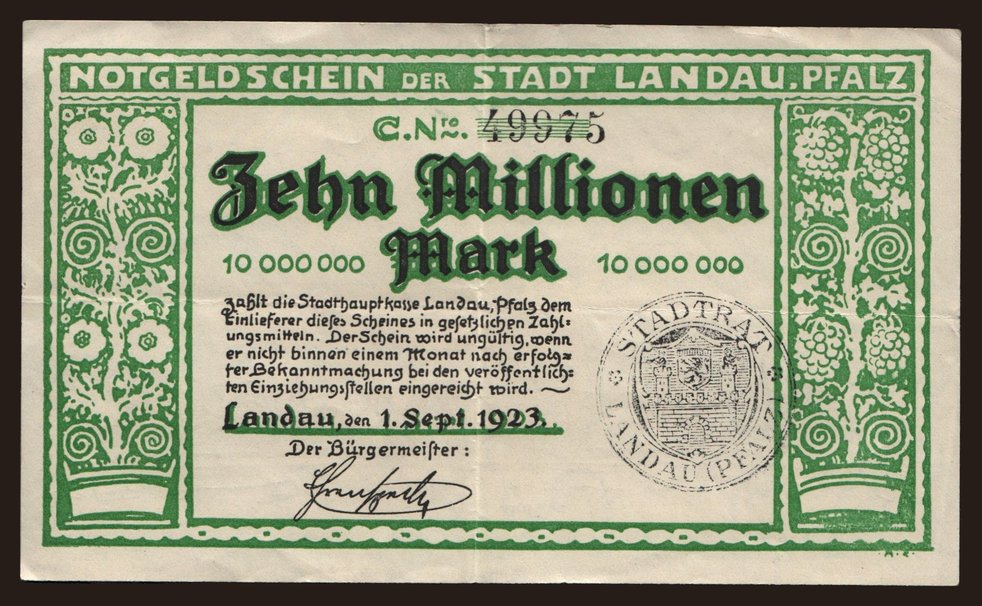 NOTGELDSCHEIN DER STADT LANDAU, PFALZ
C.Nro. 49975
Zehn Millionen
Mark
10 000 000
10 000 000
zahlt die Stadthauptkasse Landau, Pfalz dem
Einlieferer dieses Scheines in gesetzlichen Zahl=
ungsmitteln. Der Schein wird ungültig, wenn
er nicht binnen einem Monat nach erfolg=
ter Bekanntmachung bei den veröffentlich=
ten Einziehungsstellen eingereicht wird.
Landau, den 1. Sept. 1923.
Der Bürgermeister:
STADTRAT
LANDAU (PFALZ)